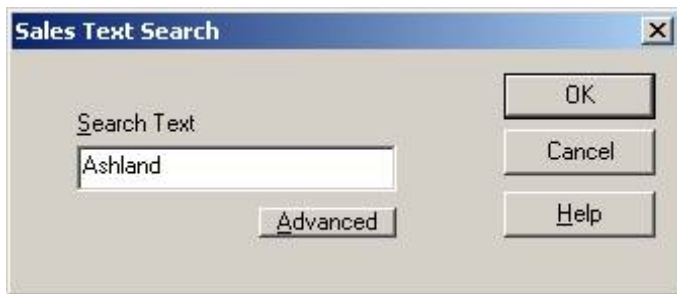 Sales Text Search
OK
Search Text
Cancel
Ashland
Advanced
Help